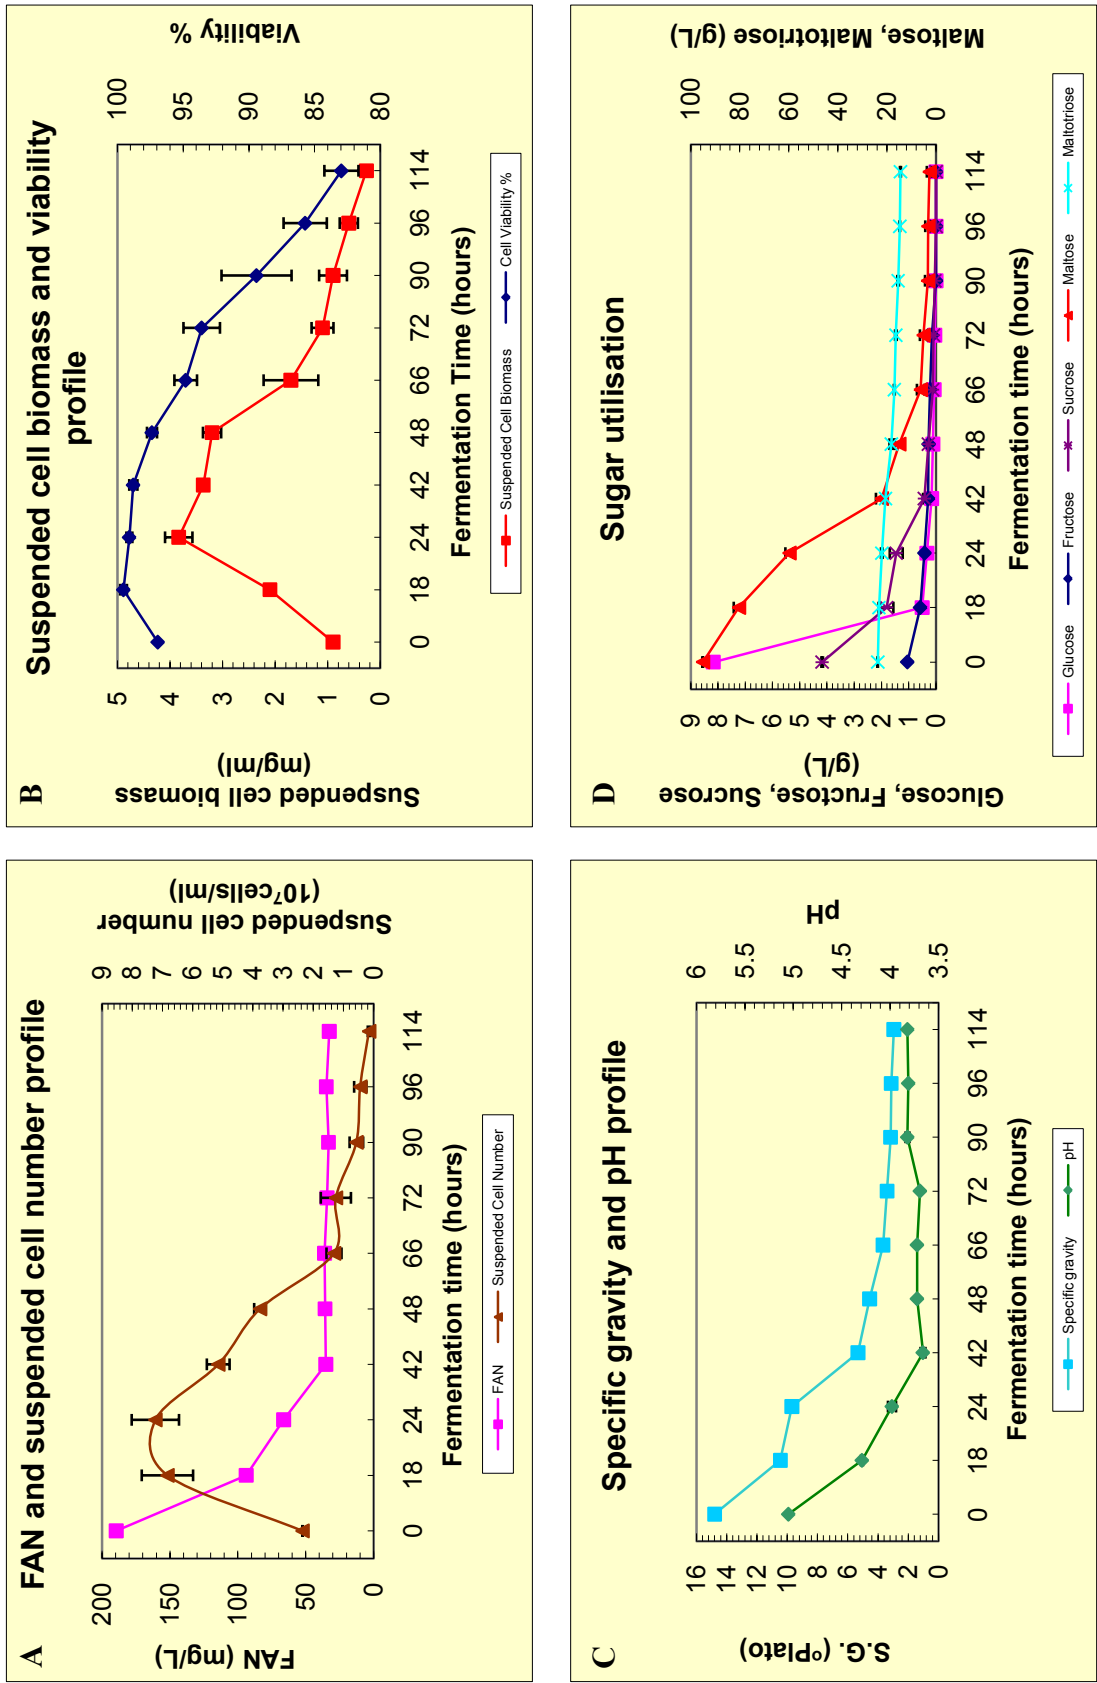 A
FAN and suspended cell number profile
FAN (mg/L)
200
150
100
50
0
Suspended cell number
(10⁷cells/ml)
9
8
7
6
5
4
3
2
1
0
0 18 24 42 48 66 72 90 96 114
Fermentation time (hours)
FAN Suspended Cell Number
B
Suspended cell biomass and viability
profile
Suspended cell biomass
(mg/ml)
5
4
3
2
1
0
Viability %
100
95
90
85
80
0 18 24 42 48 66 72 90 96 114
Fermentation Time (hours)
Suspended Cell Biomass Cell Viability %
C
Specific gravity and pH profile
S.G. (ºPlato)
16
14
12
10
8
6
4
2
0
pH
6
5.5
5
4.5
4
3.5
0 18 24 42 48 66 72 90 96 114
Fermentation time (hours)
Specific gravity pH
D
Sugar utilisation
Glucose, Fructose, Sucrose
(g/L)
9
8
7
6
5
4
3
2
1
0
Maltose, Maltotriose (g/L)
100
80
60
40
20
0
0 18 24 42 48 66 72 90 96 114
Fermentation time (hours)
Glucose Fructose Sucrose Maltose Maltotriose